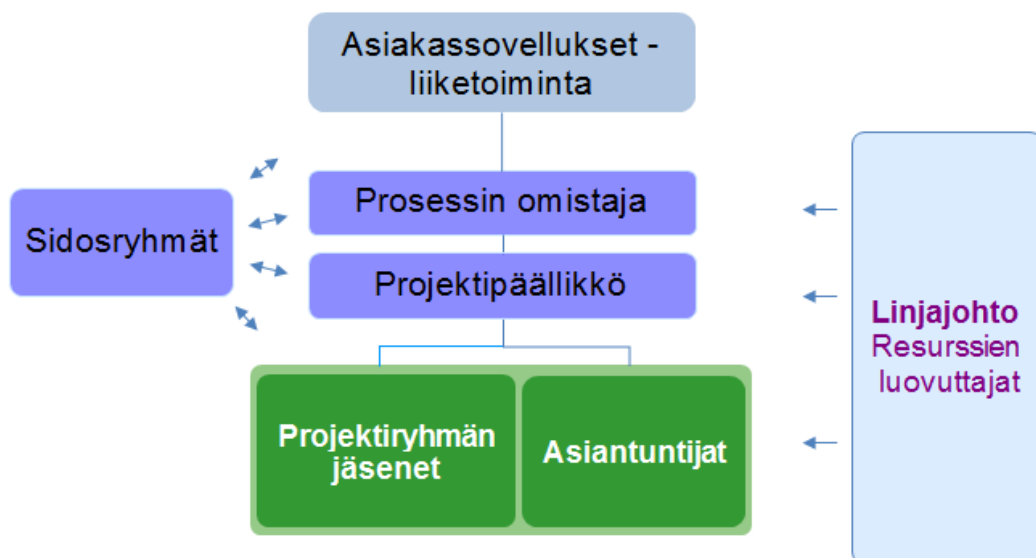 Asiakassovellukset -
liiketoiminta
Prosessin omistaja
Sidosryhmät
Projektipäällikkö
Linjajohto
Resurssien
luovuttajat
Projektiryhmän
jäsenet
Asiantuntijat